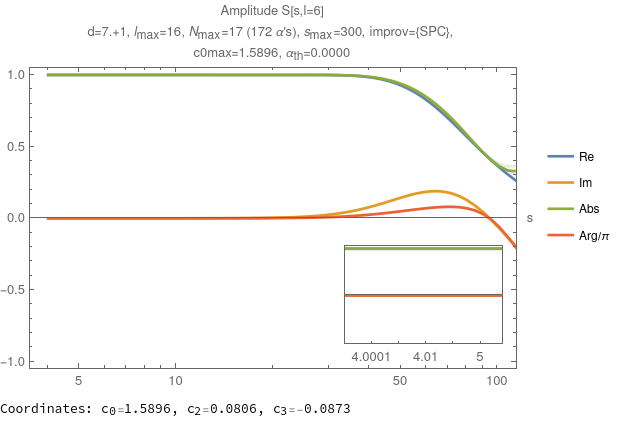 Amplitude S[s,l=6]
d=7.+1, lmax=16, Nmax=17 (172 α's), smax=300, improv={SPC},
c0max=1.5896, αth=0.0000
1.0
0.5
0.0
−0.5
−1.0
s
Re
Im
Abs
Arg/π
4.0001 4.01 5
5 10 50 100
Coordinates: c0=1.5896, c2=0.0806, c3=−0.0873